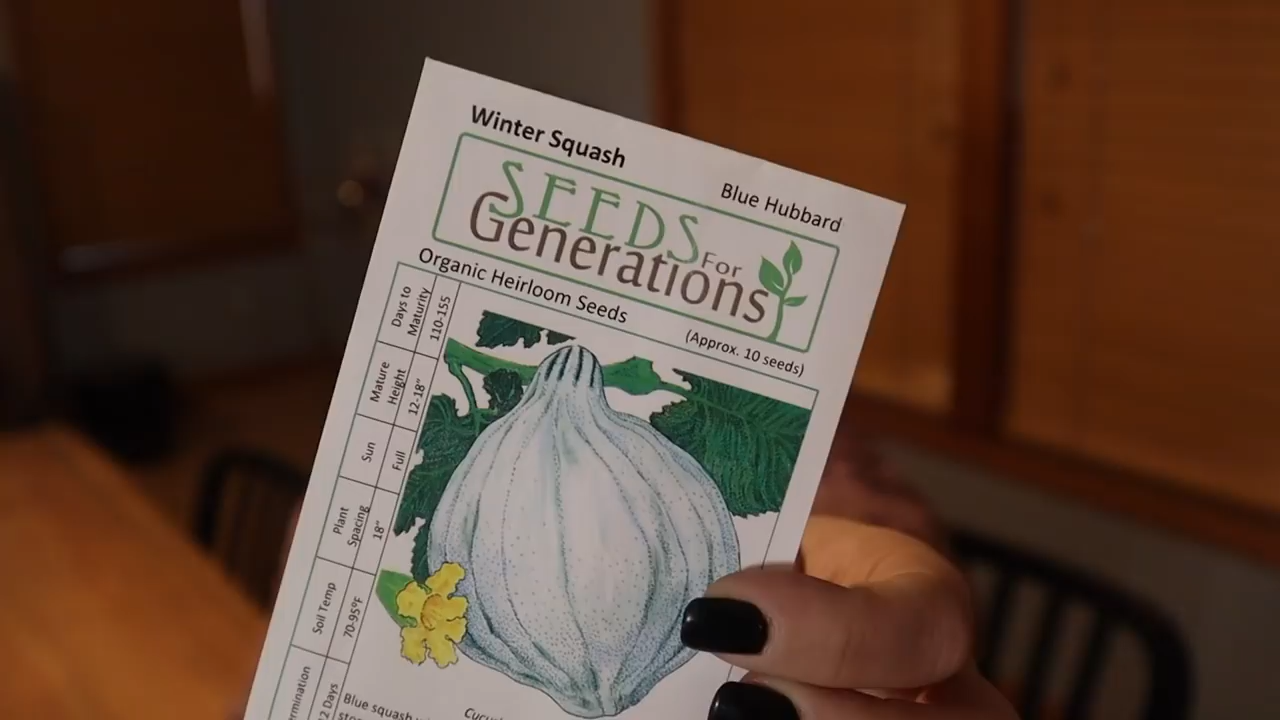 Winter Squash
Blue Hubbard
SEEDS
For
Generations
Organic Heirloom Seeds
(Approx. 10 seeds)
Days to
Maturity
110-155
Mature
Height
12-18"
Sun
Full
Plant
Spacing
18"
Soil Temp
70-95°F
Days
Blue squash